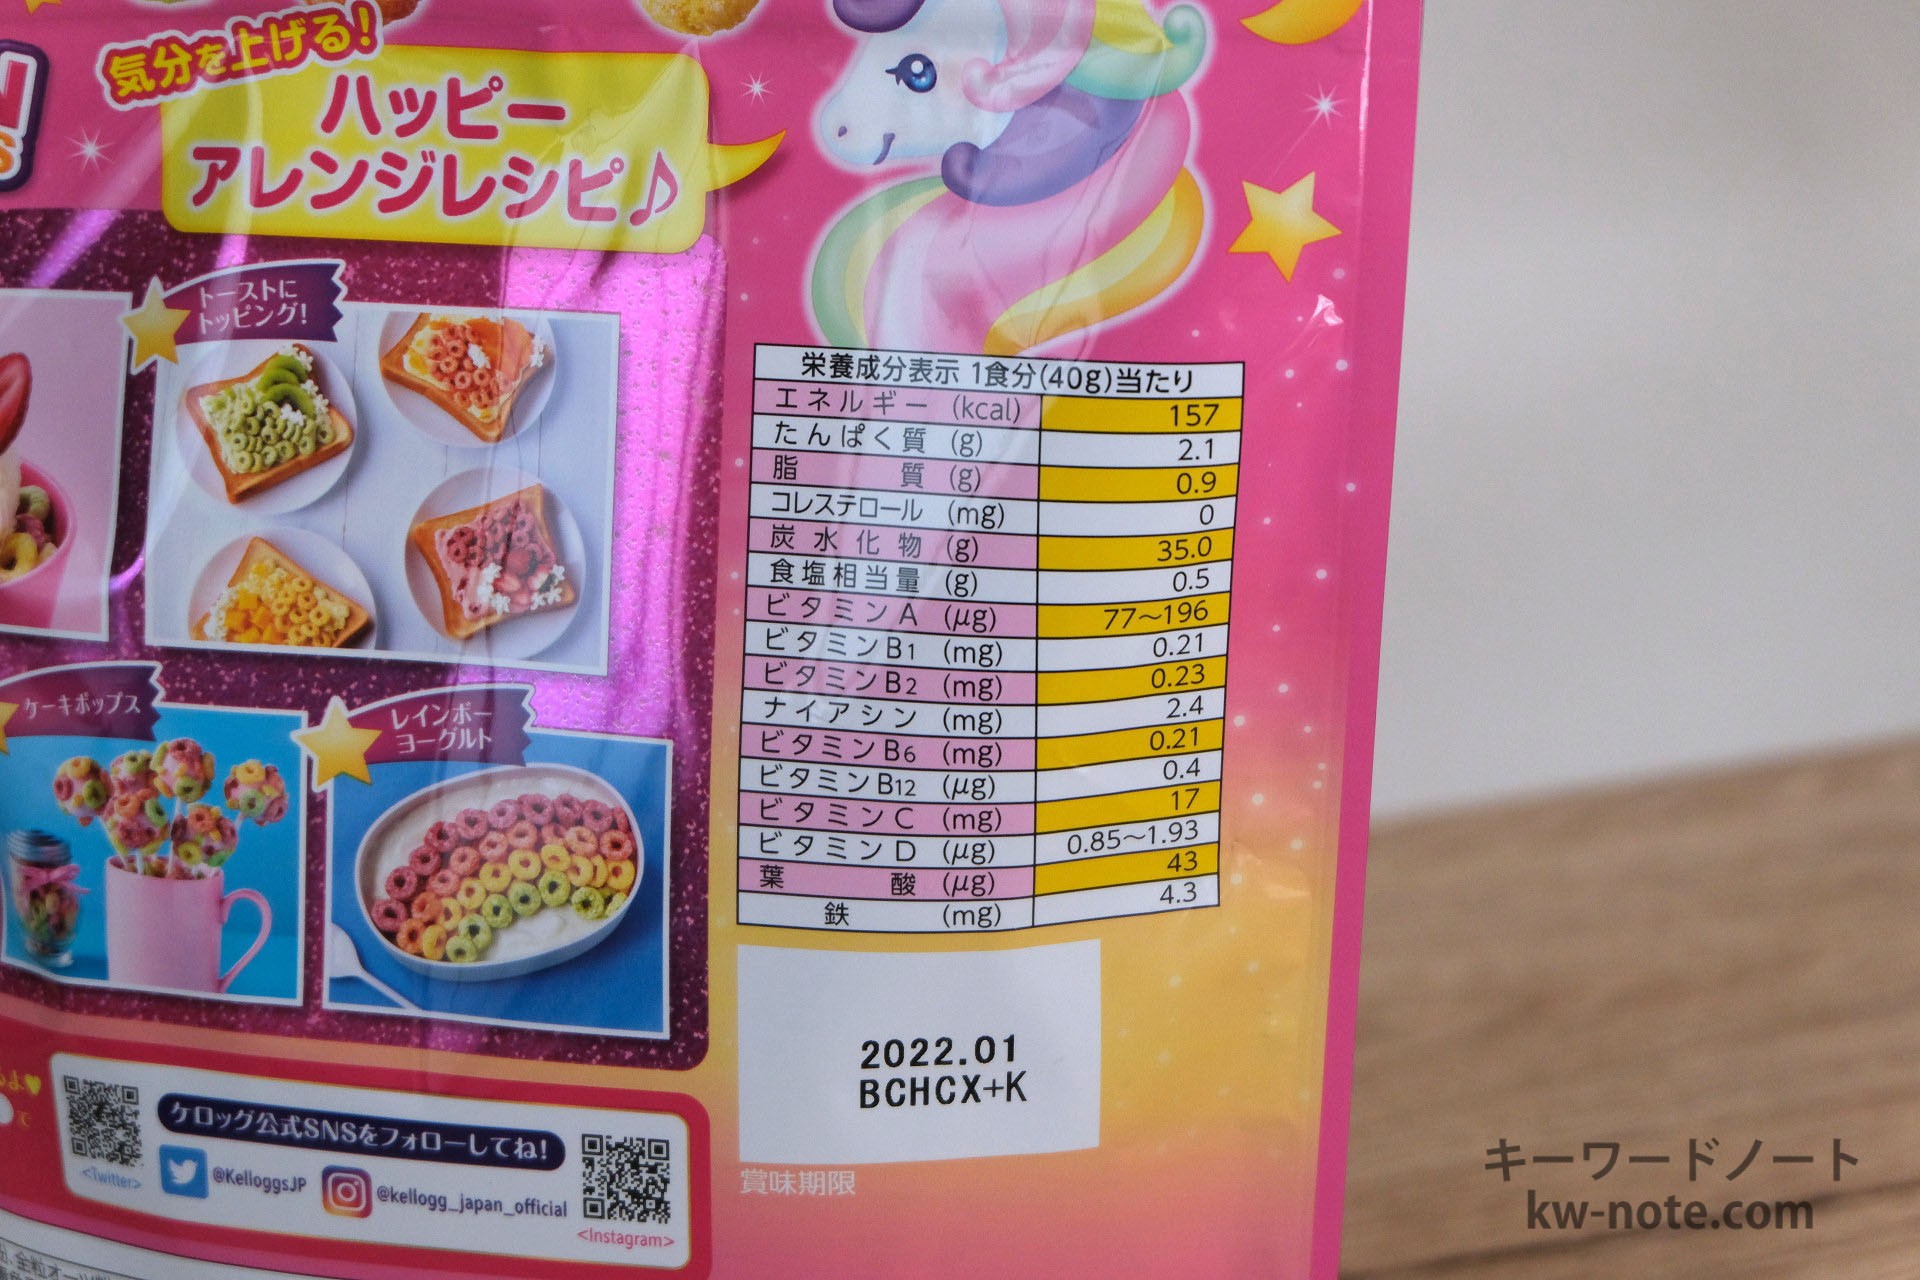 気分を上げる!
ハッピー
アレンジレシピ♪
トーストに
トッピング!
ケーキポップス
レインボー
ヨーグルト
栄養成分表示 1食分(40g)当たり
エネルギー (kcal) 157
たんぱく質 (g) 2.1
脂質 (g) 0.9
コレステロール (mg) 0
炭水化物 (g) 35.0
食塩相当量 (g) 0.5
ビタミンA (μg) 77~196
ビタミンB1 (mg) 0.21
ビタミンB2 (mg) 0.23
ナイアシン (mg) 2.4
ビタミンB6 (mg) 0.21
ビタミンB12 (μg) 0.4
ビタミンC (mg) 17
ビタミンD (μg) 0.85~1.93
葉酸 (μg) 43
鉄 (mg) 4.3
2022.01
BCHCX+K
賞味期限
ケロッグ公式SNSをフォローしてね!
<Twitter>
@KelloggsJP
@kellogg_japan_official
<Instagram>
キーワードノート
kw-note.com